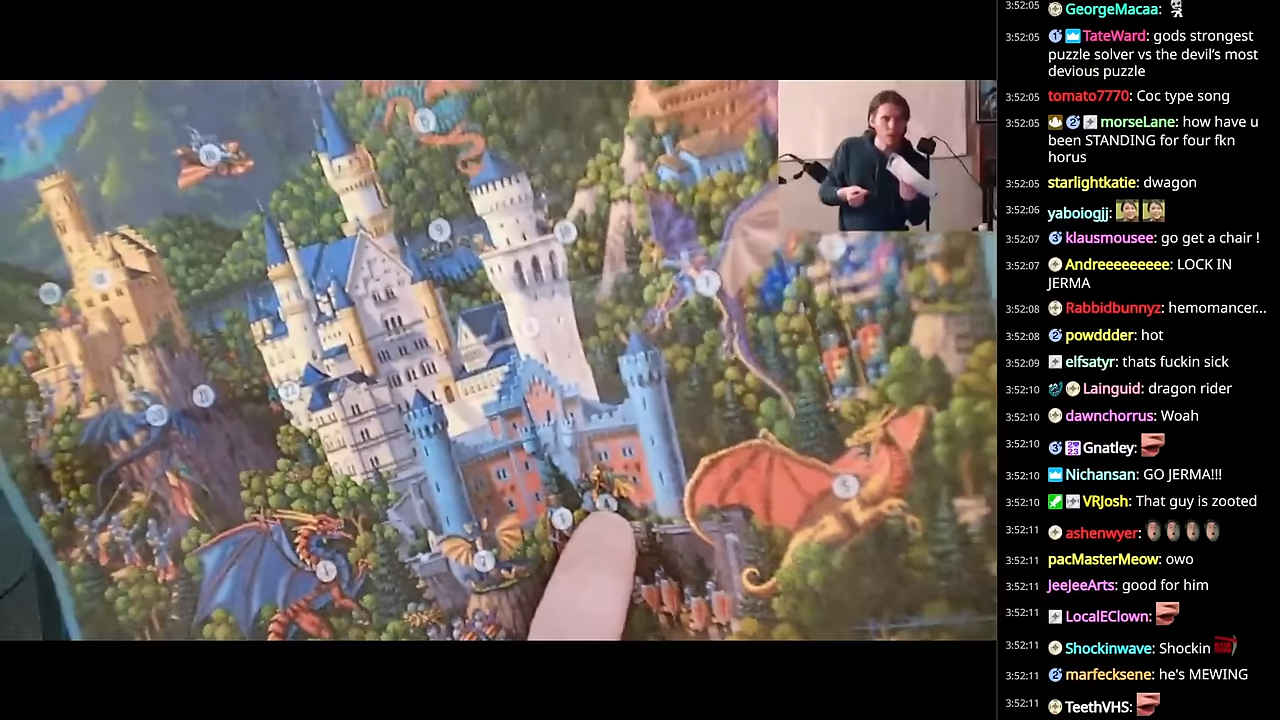 3:52:05 GeorgeMacaa:
3:52:05 TateWard: gods strongest
puzzle solver vs the devil's most
devious puzzle
3:52:05 tomato7770: Coc type song
3:52:05 morseLane: how have u
been STANDING for four fkn
horus
3:52:05 starlightkatie: dwagon
3:52:06 yaboiogjj:
3:52:07 klausmousee: go get a chair !
3:52:07 Andreeeeeeeee: LOCK IN
JERMA
3:52:08 Rabbidbunnyz: hemomancer...
3:52:08 powddder: hot
3:52:09 elfsatyr: thats fuckin sick
3:52:10 Lainguid: dragon rider
3:52:10 dawnchorrus: Woah
3:52:10 Gnatley:
3:52:10 Nichansan: GO JERMA!!!
3:52:10 VRJosh: That guy is zooted
3:52:11 ashenwyer:
3:52:11 pacMasterMeow: owo
3:52:11 JeeJeeArts: good for him
3:52:11 LocalEClown:
3:52:11 Shockinwave: Shockin
3:52:11 marfecksene: he's MEWING
3:52:11 TeethVHS: